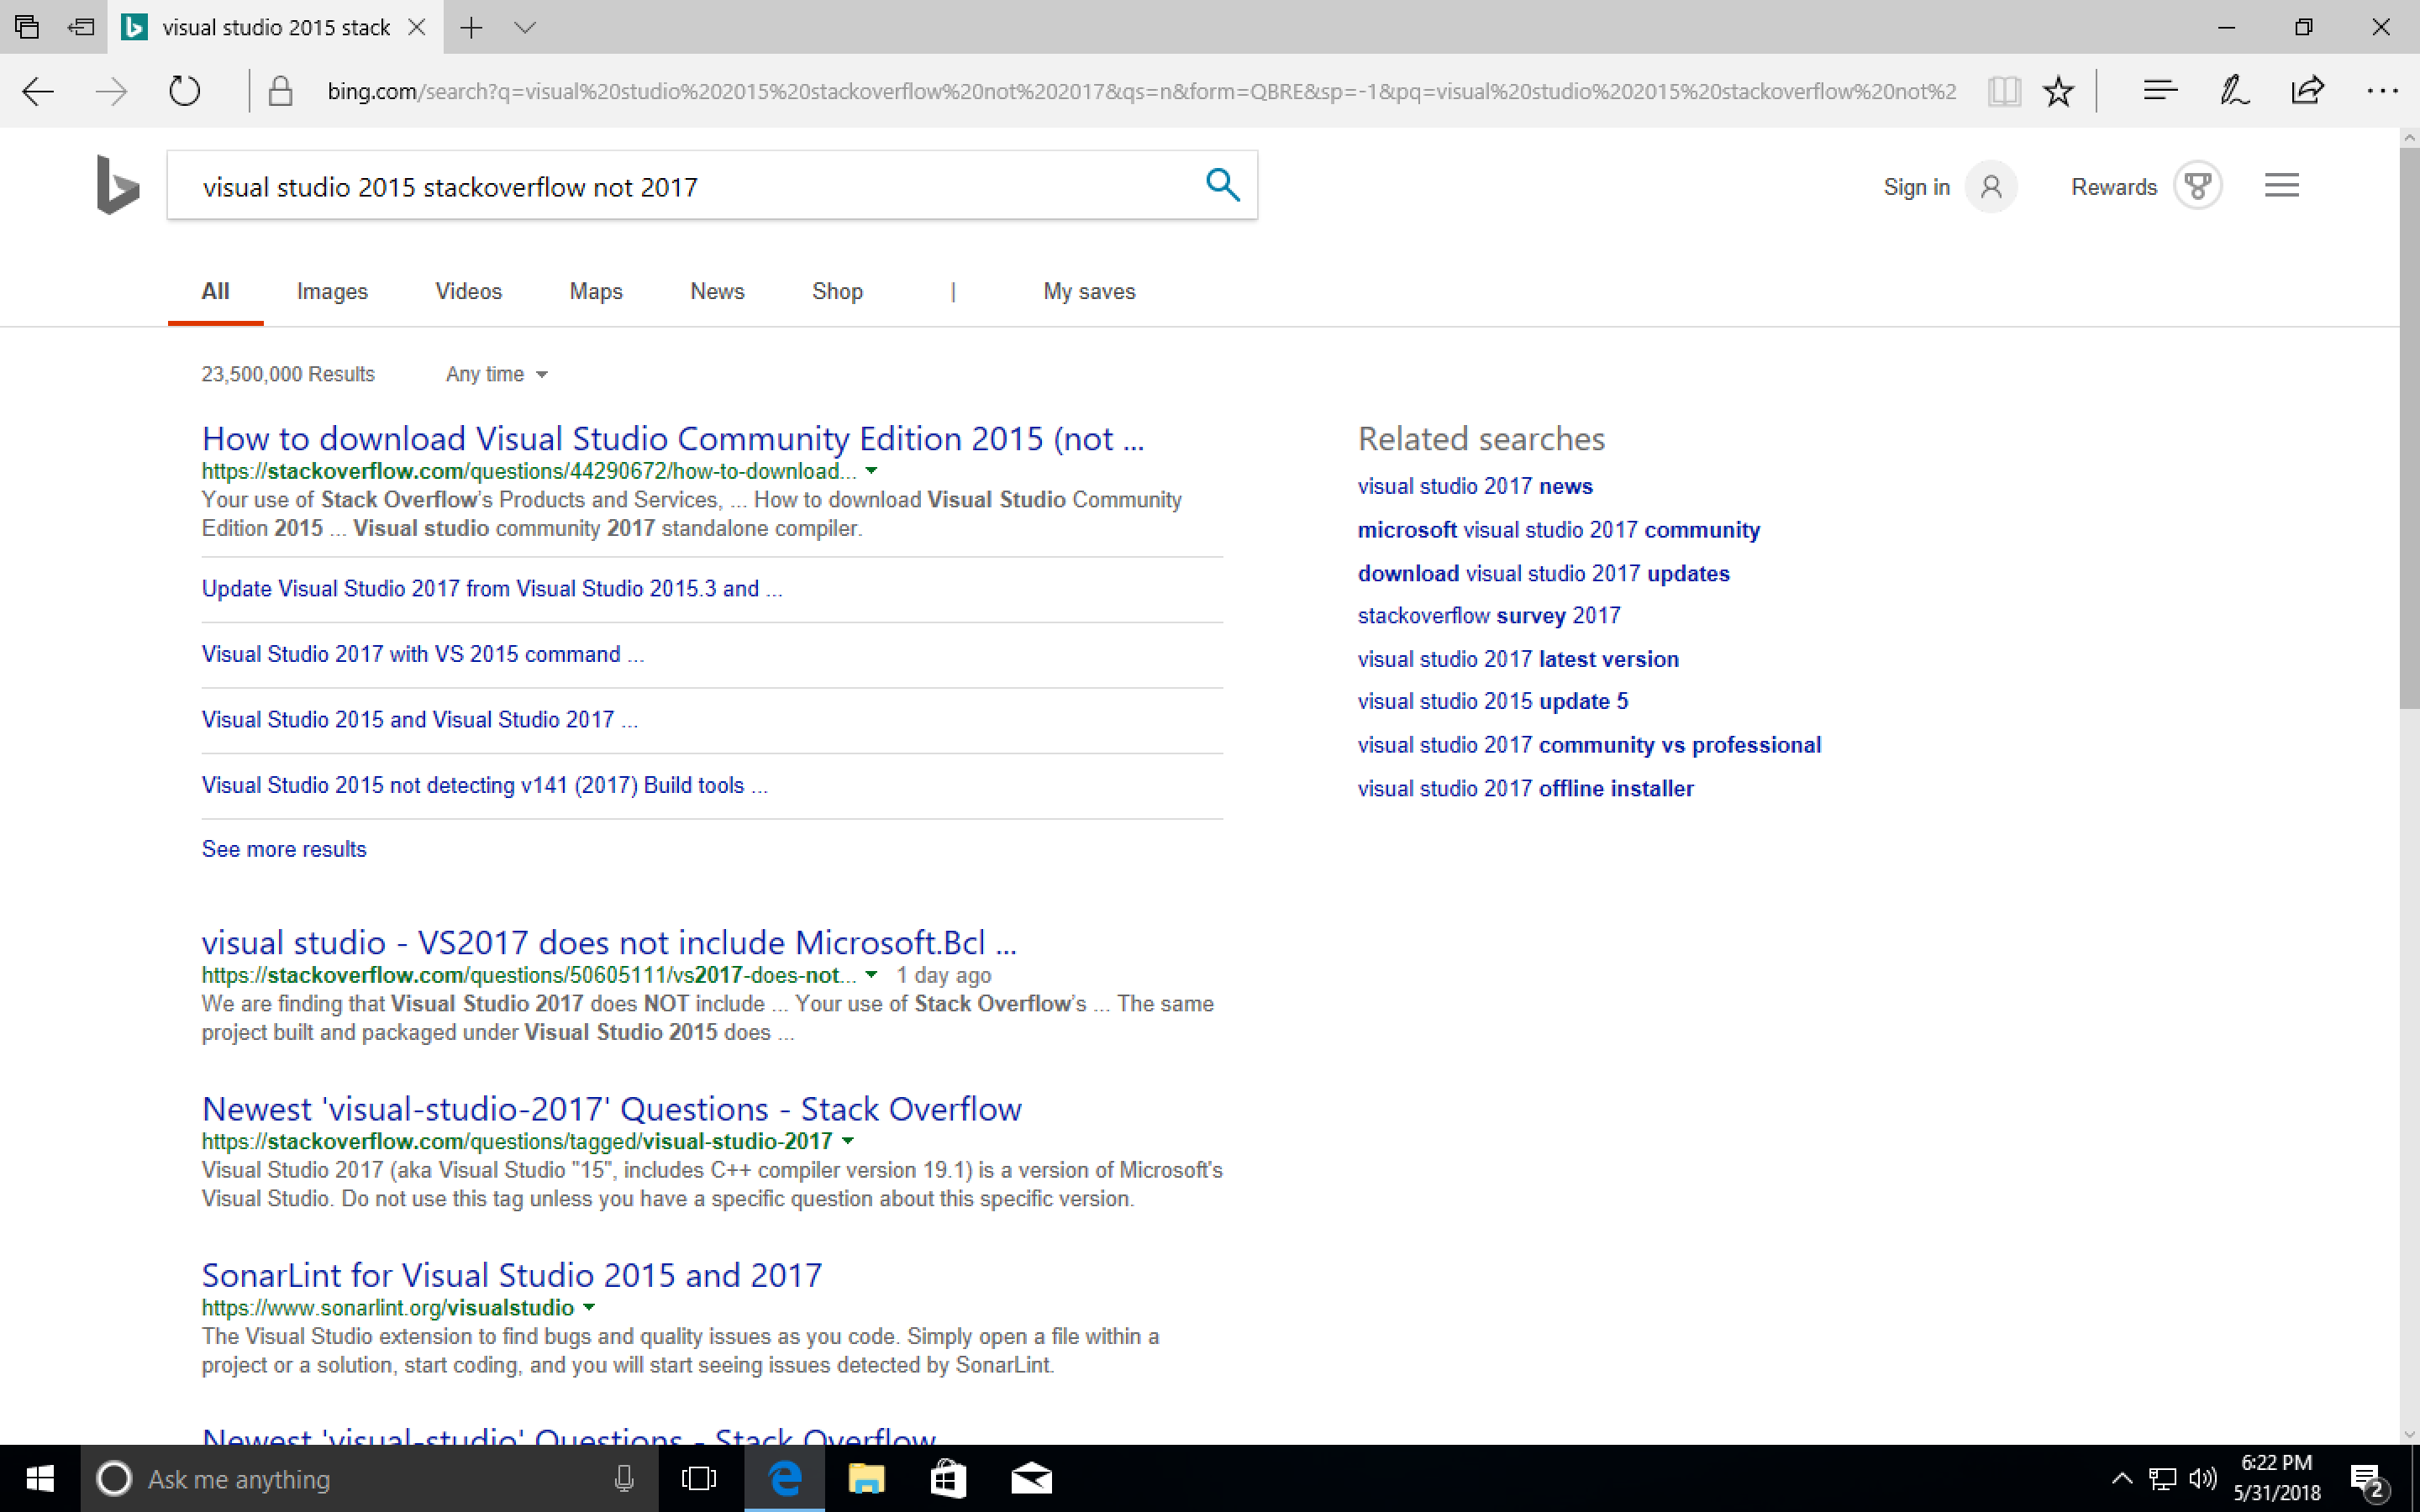 visual studio 2015 stack
bing.com/search?q=visual%20studio%202015%20stackoverflow%20not%202017&qs=n&form=QBRE&sp=-1&pq=visual%20studio%202015%20stackoverflow%20not%2
visual studio 2015 stackoverflow not 2017
Sign in
Rewards
All Images Videos Maps News Shop | My saves
23,500,000 Results Any time
How to download Visual Studio Community Edition 2015 (not ...
https://stackoverflow.com/questions/44290672/how-to-download...
Your use of Stack Overflow's Products and Services, ... How to download Visual Studio Community
Edition 2015 ... Visual studio community 2017 standalone compiler.
Update Visual Studio 2017 from Visual Studio 2015.3 and ...
Visual Studio 2017 with VS 2015 command ...
Visual Studio 2015 and Visual Studio 2017 ...
Visual Studio 2015 not detecting v141 (2017) Build tools ...
See more results
visual studio - VS2017 does not include Microsoft.Bcl ...
https://stackoverflow.com/questions/50605111/vs2017-does-not... 1 day ago
We are finding that Visual Studio 2017 does NOT include ... Your use of Stack Overflow's ... The same
project built and packaged under Visual Studio 2015 does ...
Newest 'visual-studio-2017' Questions - Stack Overflow
https://stackoverflow.com/questions/tagged/visual-studio-2017
Visual Studio 2017 (aka Visual Studio "15", includes C++ compiler version 19.1) is a version of Microsoft's
Visual Studio. Do not use this tag unless you have a specific question about this specific version.
SonarLint for Visual Studio 2015 and 2017
https://www.sonarlint.org/visualstudio
The Visual Studio extension to find bugs and quality issues as you code. Simply open a file within a
project or a solution, start coding, and you will start seeing issues detected by SonarLint.
Newest 'visual-studio' Questions - Stack Overflow
Related searches
visual studio 2017 news
microsoft visual studio 2017 community
download visual studio 2017 updates
stackoverflow survey 2017
visual studio 2017 latest version
visual studio 2015 update 5
visual studio 2017 community vs professional
visual studio 2017 offline installer
Ask me anything
6:22 PM
5/31/2018
2